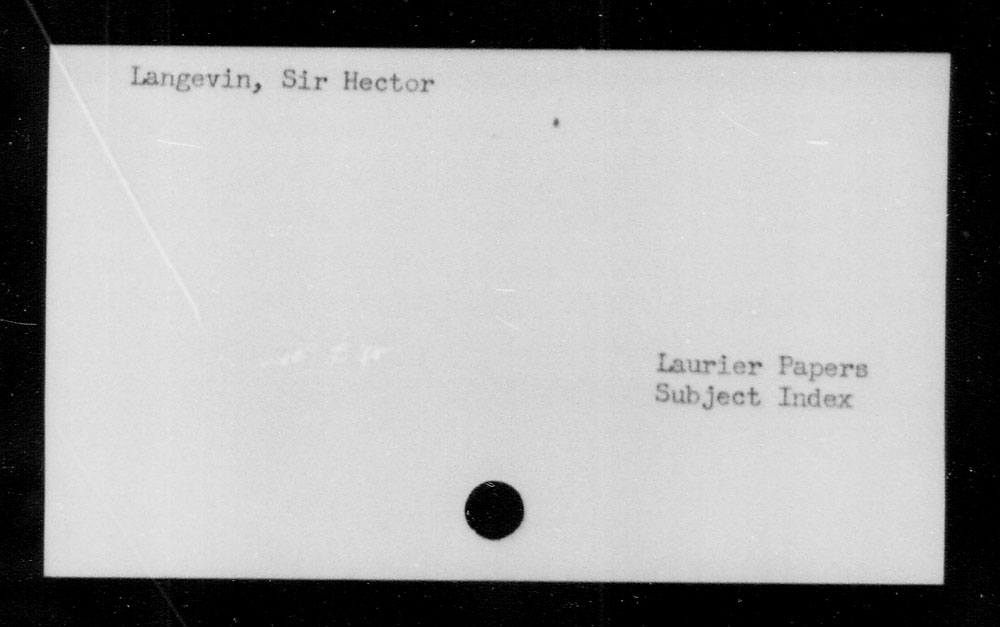 Langevin, Sir Hector
Laurier Papers
Subject Index